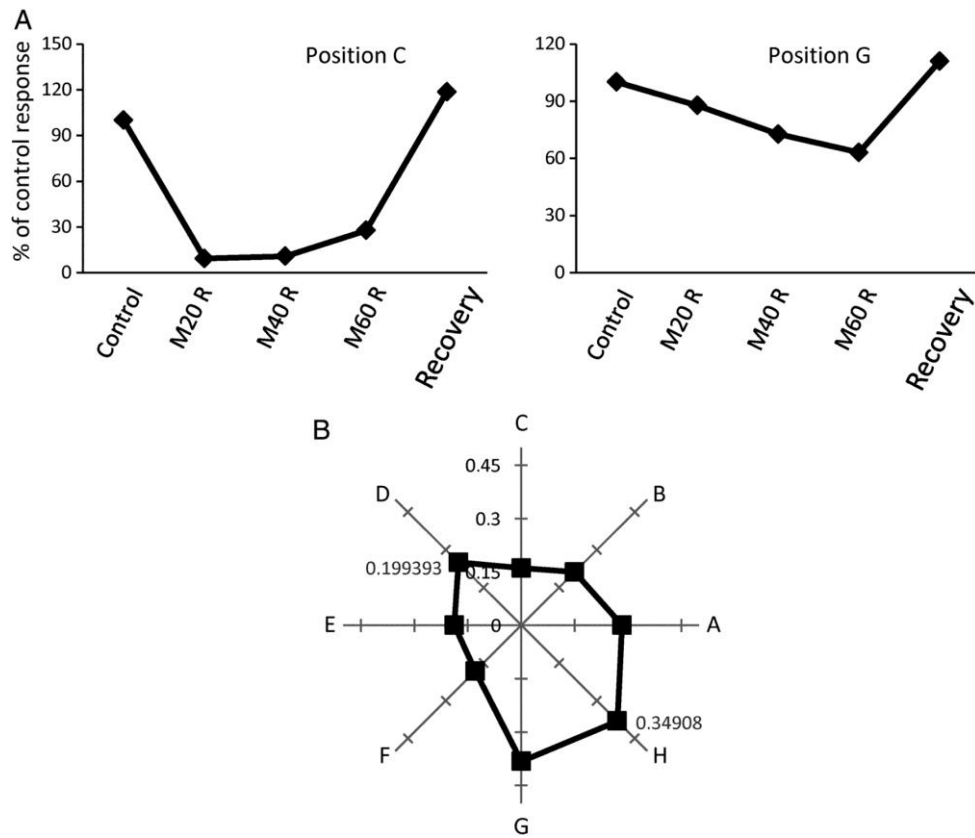 A
Position C
% of control response
150
120
90
60
30
0
Control
M20 R
M40 R
M60 R
Recovery
Position G
120
90
60
30
0
Control
M20 R
M40 R
M60 R
Recovery
B
C
0.45
D
B
0.3
0.199393
0.15
E
0
A
0.34908
F
H
G